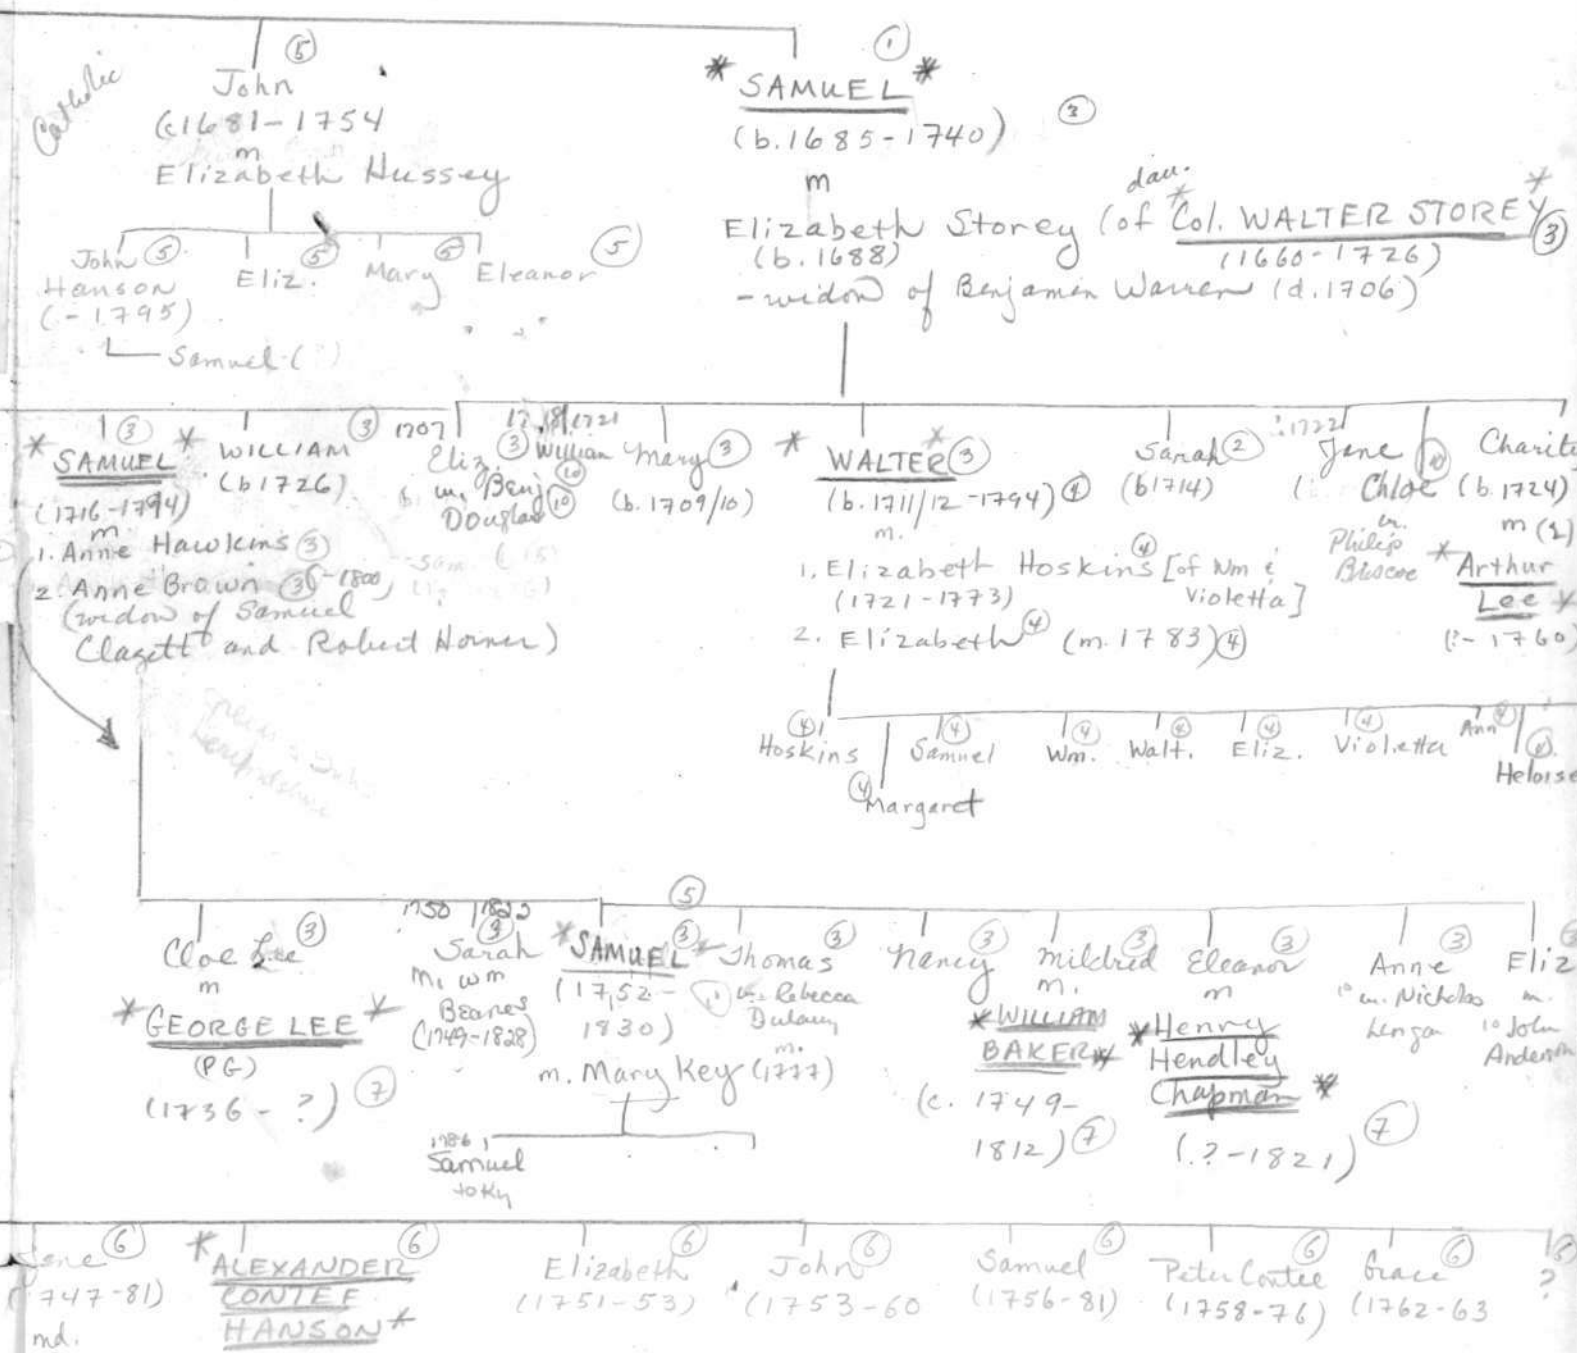 Catholic
⑤
John
(c1681-1754
m
Elizabeth Hussey
John ⑤
Hanson
(-1795)
Samuel (
Eliz. ⑤
Mary ⑤
Eleanor ⑤
①
* SAMUEL *
(b.1685-1740) ③
m
dau.
Elizabeth Storey (of * Col. WALTER STOREY * ③
(b.1688) (1660-1726)
- widow of Benjamin Warren (d.1706)
③
* SAMUEL *
(1716-1794)
m.
1. Anne Hawkins ③
2. Anne Brown ③ -1800)
(widow of Samuel
Clagett and Robert Horner)
WILLIAM ③
(b1726)
1707
Eliz. ③
m. Benj ⑩
Douglas ⑩
1721
William
Mary ③
(b.1709/10)
* WALTER * ③
(b.1711/12-1794) ④
m.
1. Elizabeth Hoskins ④ [of Wm &
(1721-1773) Violetta]
2. Elizabeth ④ (m.1783) ④
Sarah ②
(b1714)
1722
Jane
⑩
Chloe
m.
Philip
Briscoe
Charity
(b.1724)
m (2)
* Arthur
Lee *
(?-1760)
④
Hoskins
④
Margaret
④
Samuel
④
Wm.
④
Walt.
④
Eliz.
④
Violetta
Ann ④
④
Heloise
⑤
Cloe Lee ③
m
* GEORGE LEE *
(PG)
(1736-?) ⑦
1750 1822
③
Sarah
m. Wm
Beanes
(1749-1828)
* SAMUEL ③ *
(1752-
1830)
m. Mary Key (1777)
m.
1786
Samuel
to Ky
Thomas ③
m. Rebecca
Dulany
Nancy ③
Mildred ③
m.
* WILLIAM
BAKER *
(c. 1749-
1812) ⑦
Eleanor ③
m
* Henry
Hendley
Chapman *
(.?-1821) ⑦
Anne ③
10 m. Nicholas
Lingan
Eliz
m.
10 John
Anderson
Jane ⑥
747-81)
md.
* ALEXANDER ⑥
CONTEE
HANSON *
Elizabeth ⑥
(1751-53)
John ⑥
(1753-60
Samuel ⑥
(1756-81)
Peter Contee ⑥
(1758-76)
Grace ⑥
(1762-63
?